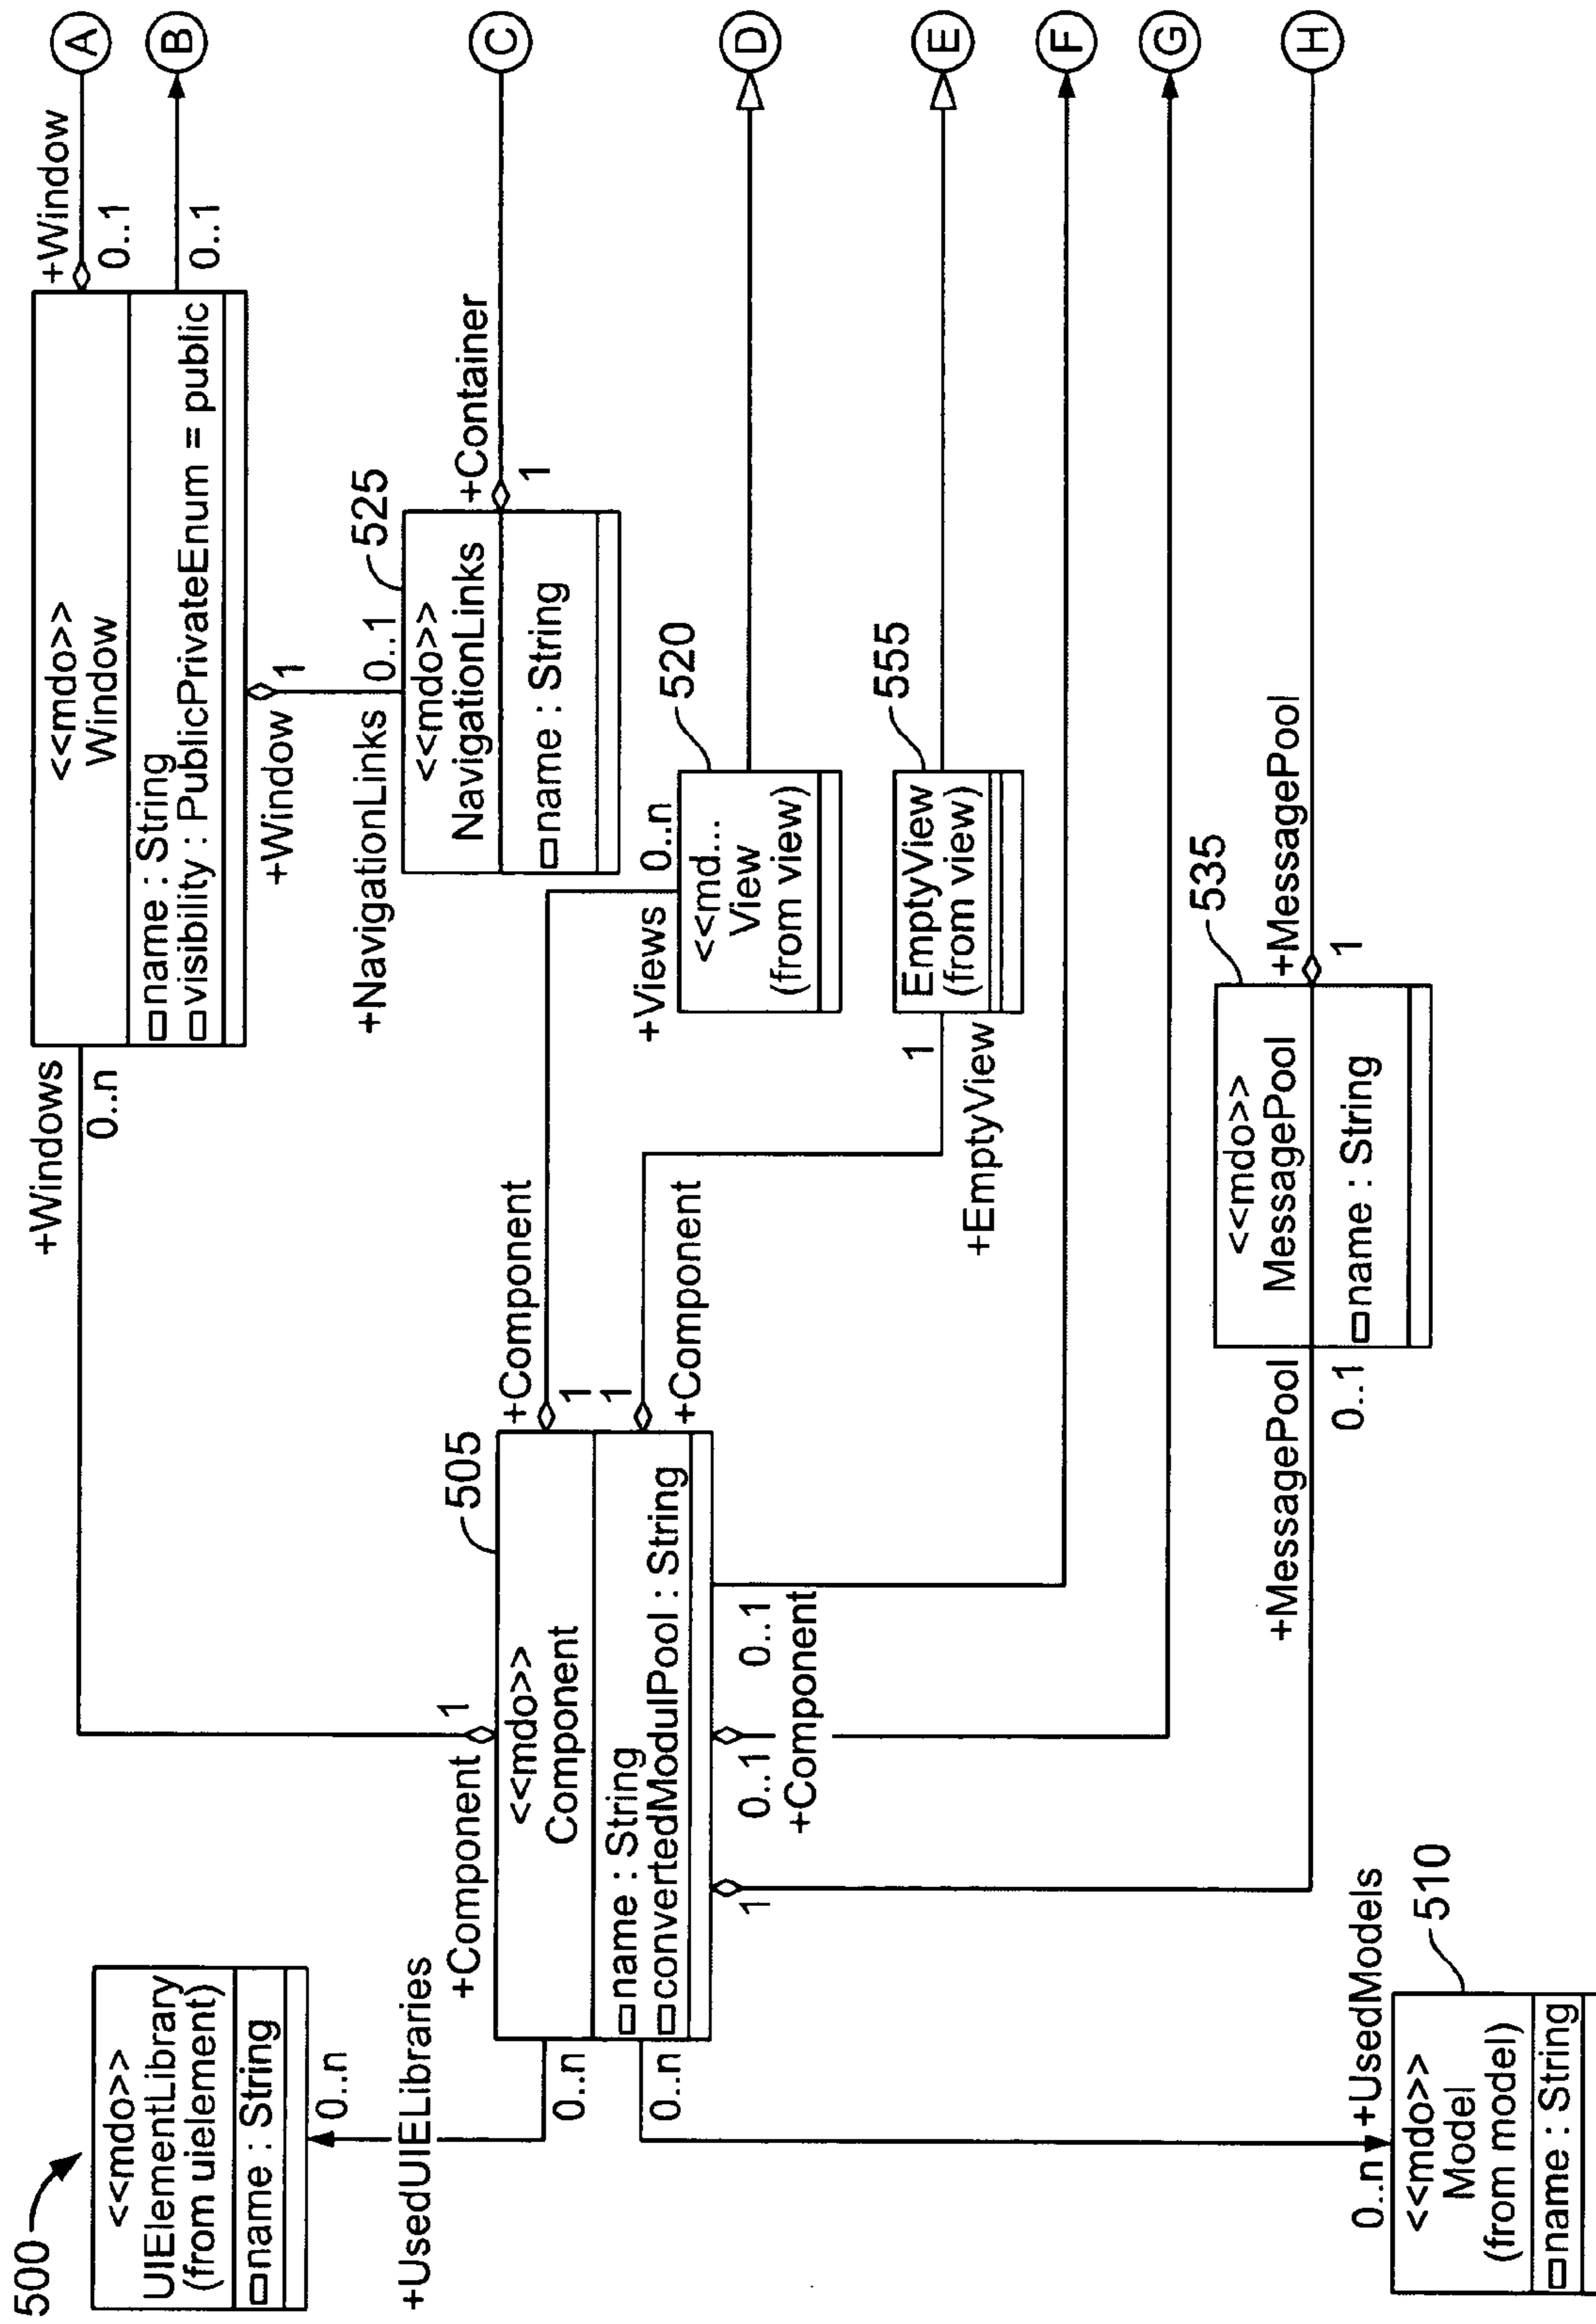 500
<<mdo>>
UIElementLibrary
(from uielement)
name : String
0..n
+UsedUIELibraries
0..n
+Windows
0..n
<<mdo>>
Window
name : String
visibility : PublicPrivateEnum = public
+Window
0..1
A
0..1
B
+Window
1
+NavigationLinks
0..1
525
<<mdo>>
NavigationLinks
name : String
+Container
1
C
+Component
1
505
<<mdo>>
Component
name : String
convertedModulPool : String
+Component
1
1
+Component
+Views
0..n
520
<<md...
View
(from view)
D
1
+EmptyView
555
EmptyView
(from view)
E
0..n
1
0..1
+Component
0..1
F
G
+MessagePool
0..1
535
<<mdo>>
MessagePool
name : String
+MessagePool
1
H
0..n
+UsedModels
510
<<mdo>>
Model
(from model)
name : String